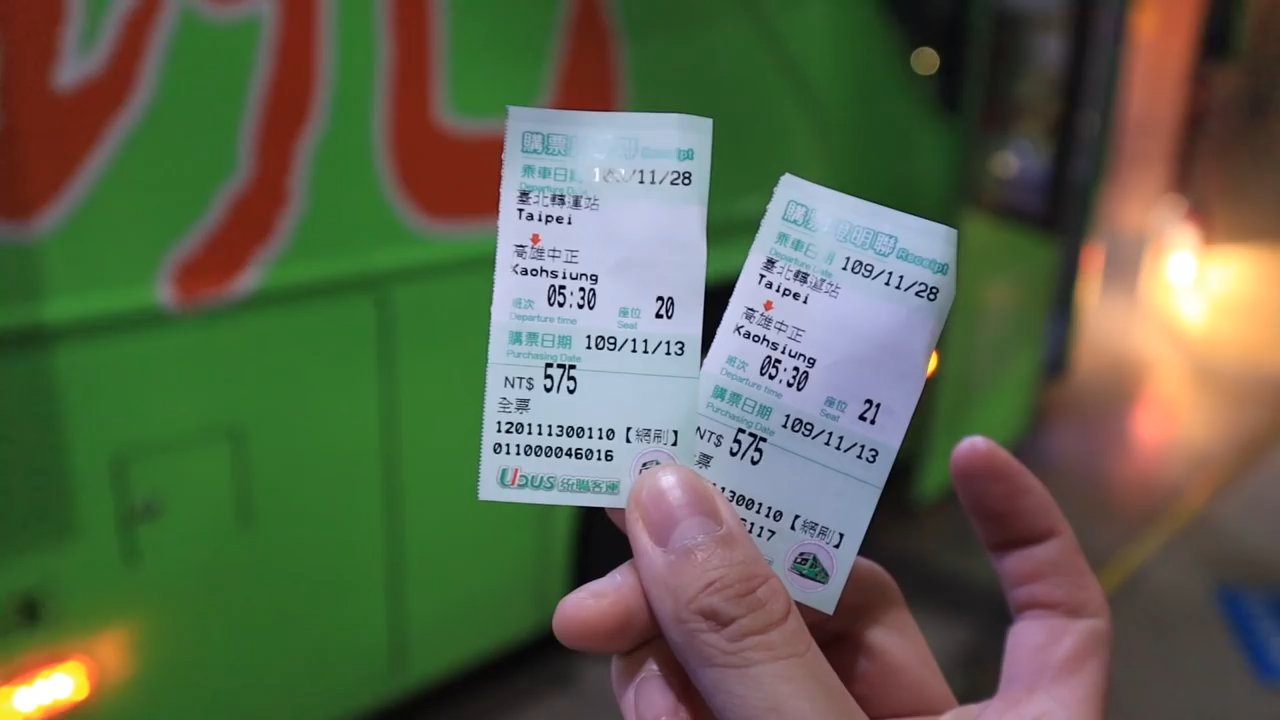 購票 Receipt
乘車日期 109/11/28
Departure Date
臺北轉運站
Taipei
高雄中正
Kaohsiung
班次 05:30 座位 20
Departure time Seat
購票日期 109/11/13
Purchasing Date
NT$ 575
全票
120111300110【網刷】
011000046016
Ubus 統聯客運
購票證明聯 Receipt
乘車日期 109/11/28
Departure Date
臺北轉運站
Taipei
高雄中正
Kaohsiung
班次 05:30 座位 21
Departure time Seat
購票日期 109/11/13
Purchasing Date
NT$ 575
票
1300110【網刷】
6117